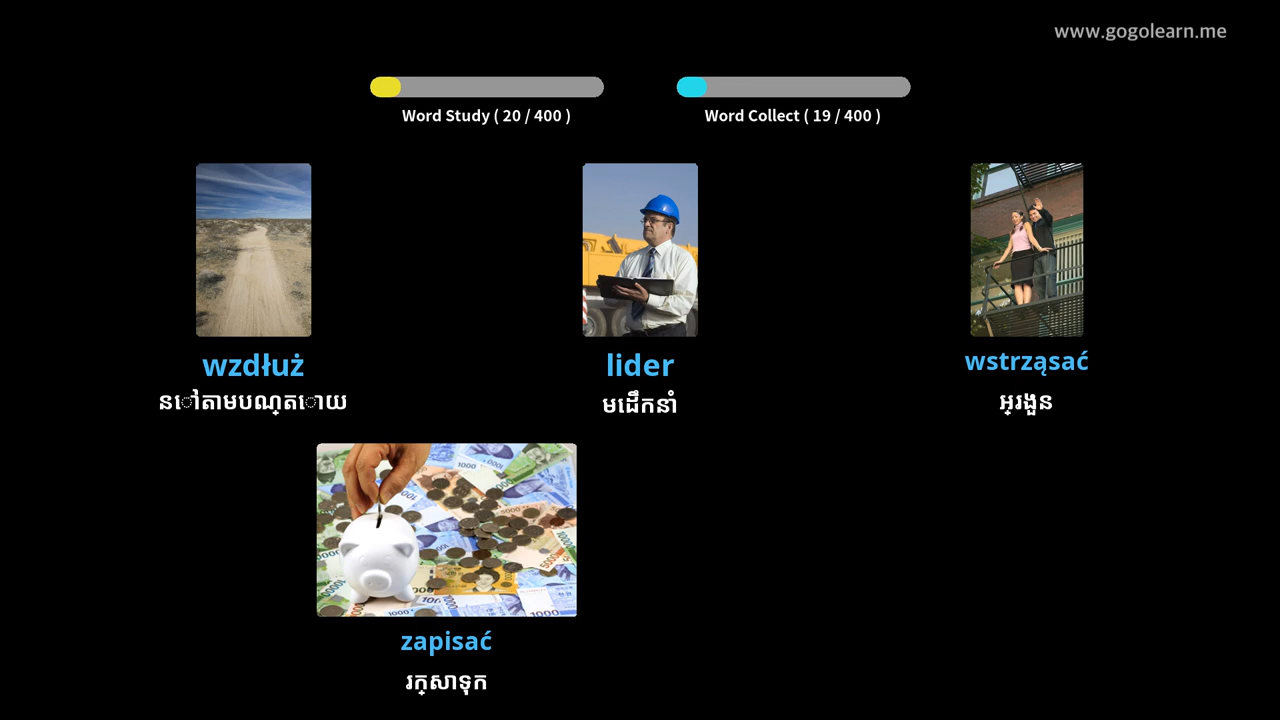 www.gogolearn.me
Word Study ( 20 / 400 )
Word Collect ( 19 / 400 )
wzdłuż
នៅតាមបណ្តោយ
lider
មេដឹកនាំ
wstrząsać
អ្រងួន
zapisać
រក្សាទុក